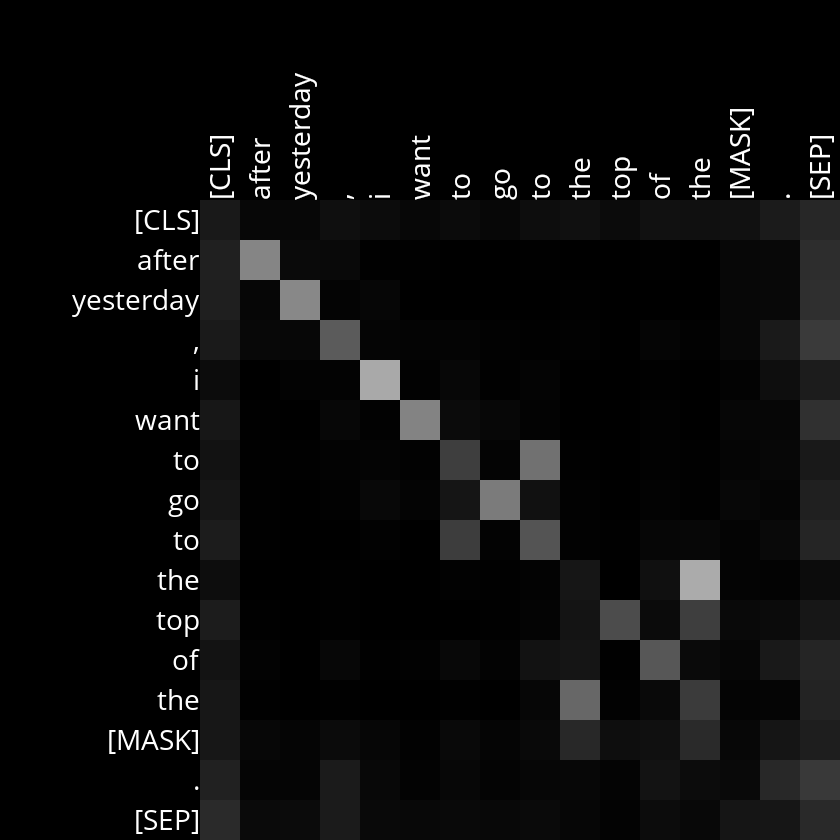 [CLS] after yesterday , i want to go to the top of the [MASK] . [SEP]
[CLS]
after
yesterday
,
i
want
to
go
to
the
top
of
the
[MASK]
.
[SEP]